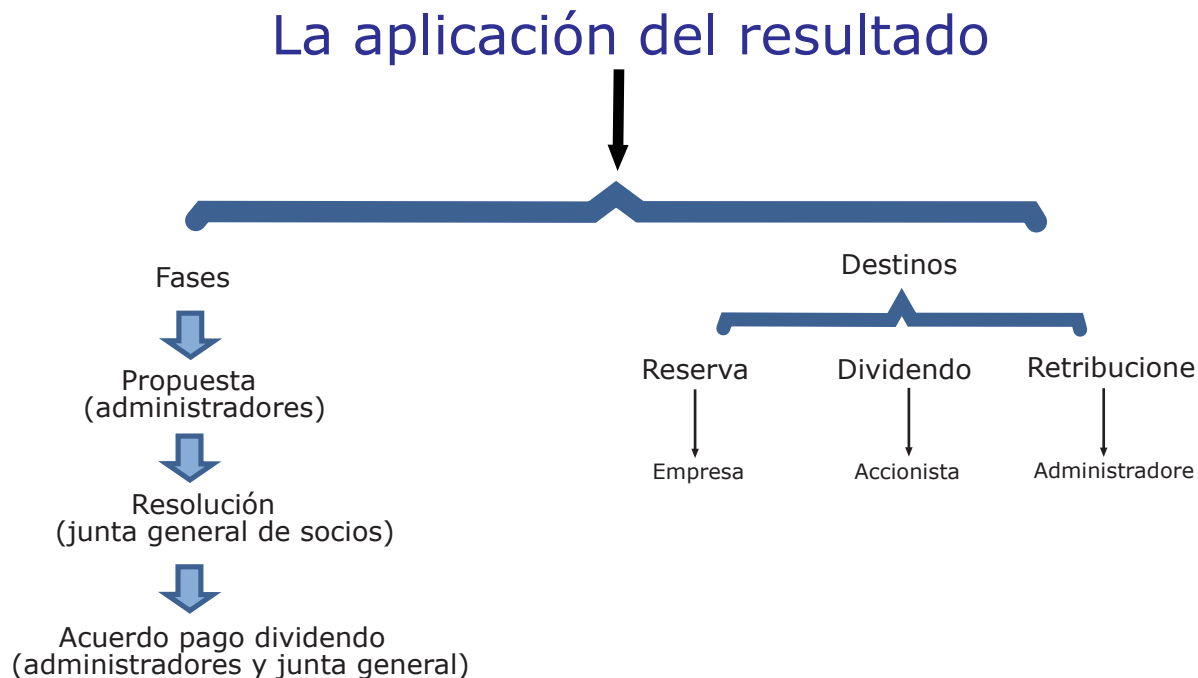 La aplicación del resultado
Fases
Propuesta
(administradores)
Resolución
(junta general de socios)
Acuerdo pago dividendo
(administradores y junta general)
Destinos
Reserva
Dividendo
Retribucione
Empresa
Accionista
Administradore